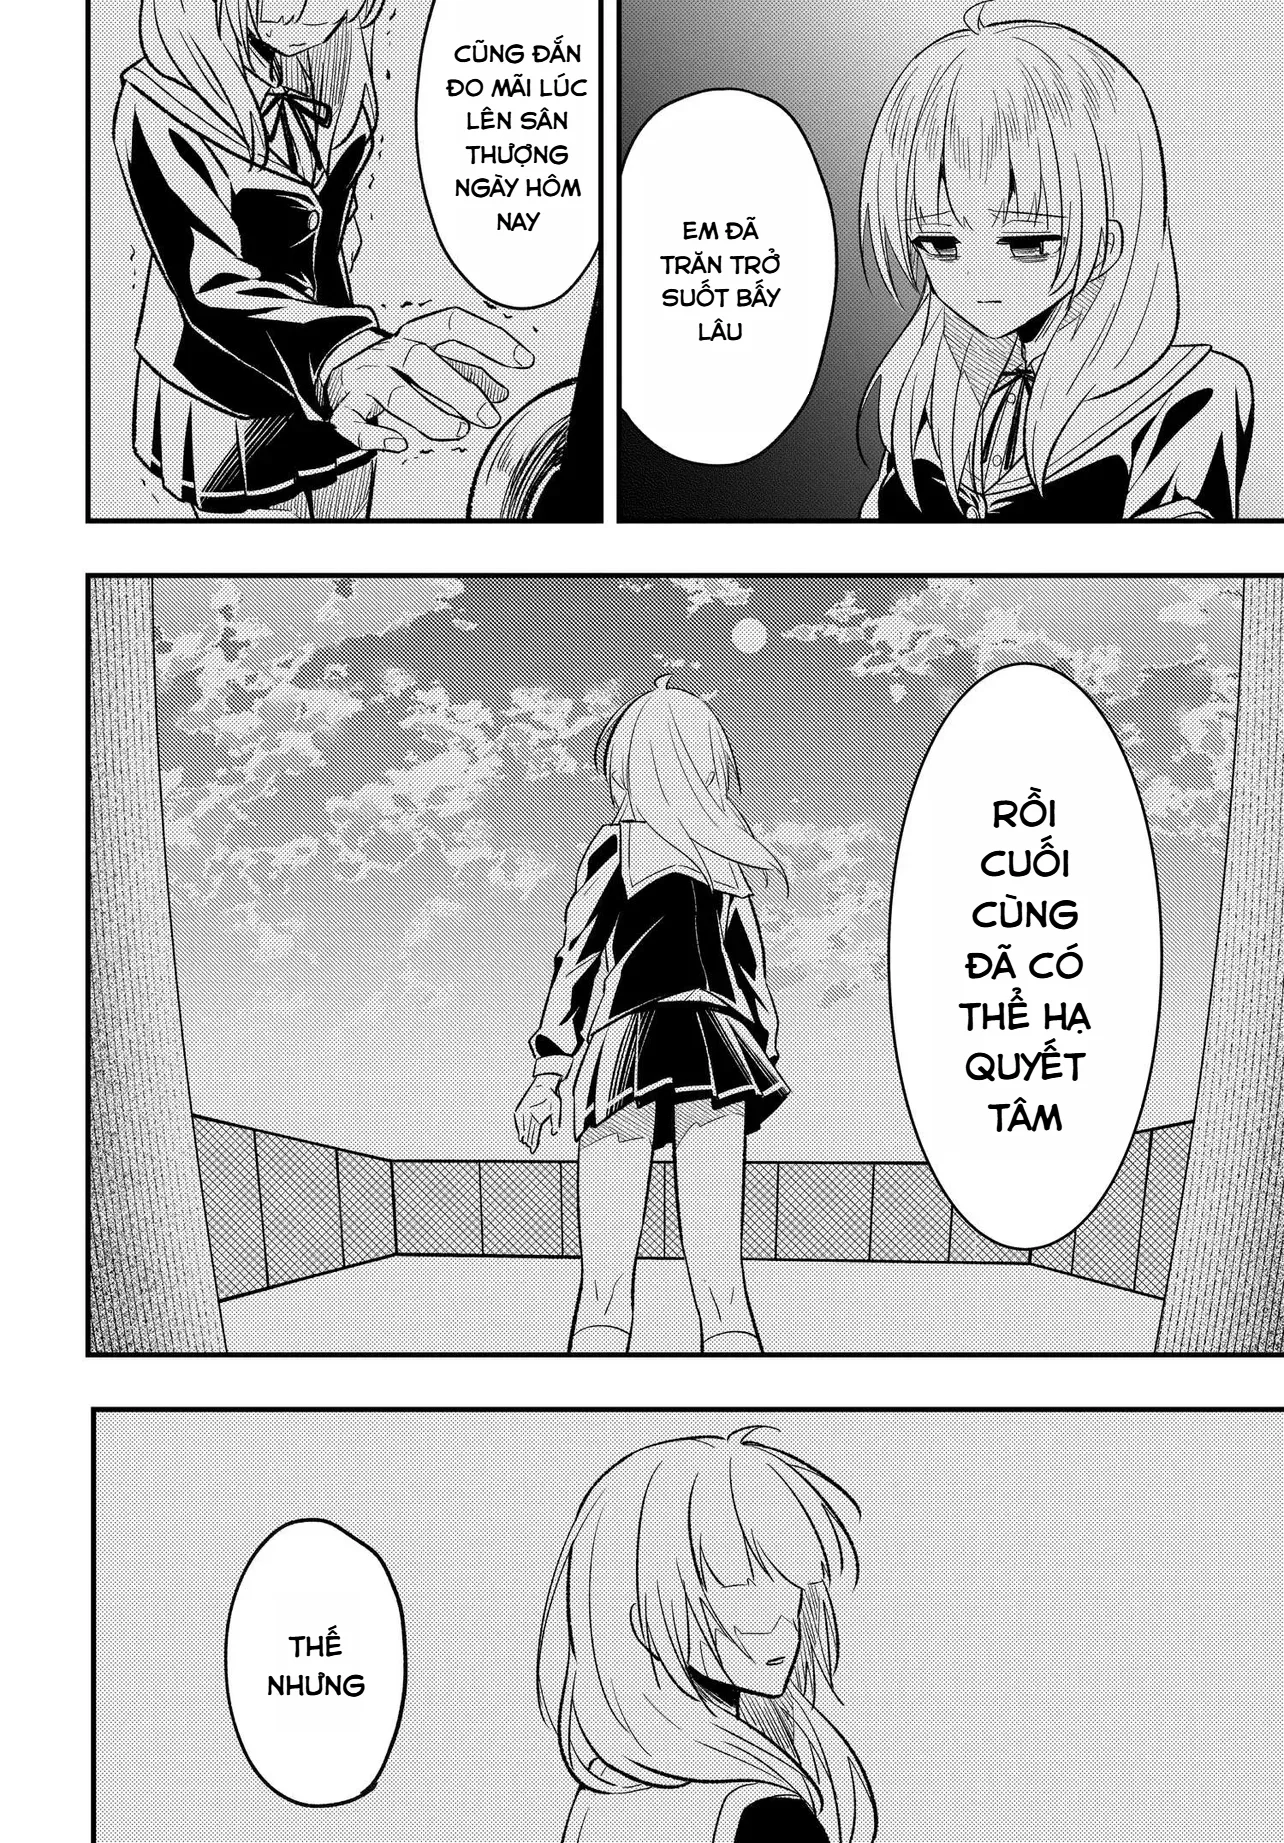 EM ĐÃ
TRĂN TRỞ
SUỐT BẤY
LÂU
CŨNG ĐẮN
ĐO MÃI LÚC
LÊN SÂN
THƯỢNG
NGÀY HÔM
NAY
RỒI
CUỐI
CÙNG
ĐÃ CÓ
THỂ HẠ
QUYẾT
TÂM
THẾ
NHƯNG